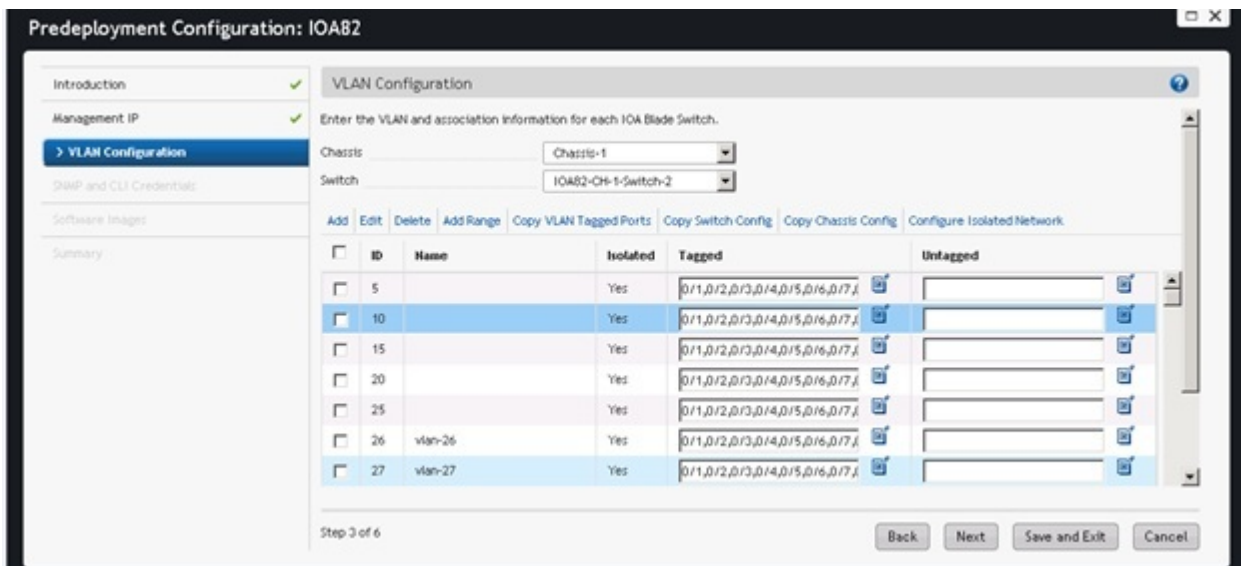 Predeployment Configuration: IOA82
Introduction
Management IP
> VLAN Configuration
SNMP and CLI Credentials
Software Images
Summary
VLAN Configuration
Enter the VLAN and association information for each IOA Blade Switch.
Chassis Chassis-1
Switch IOA82-CH-1-Switch-2
Add Edit Delete Add Range Copy VLAN Tagged Ports Copy Switch Config Copy Chassis Config Configure Isolated Network
ID Name Isolated Tagged Untagged
5 Yes 0/1,0/2,0/3,0/4,0/5,0/6,0/7,
10 Yes 0/1,0/2,0/3,0/4,0/5,0/6,0/7,
15 Yes 0/1,0/2,0/3,0/4,0/5,0/6,0/7,
20 Yes 0/1,0/2,0/3,0/4,0/5,0/6,0/7,
25 Yes 0/1,0/2,0/3,0/4,0/5,0/6,0/7,
26 vlan-26 Yes 0/1,0/2,0/3,0/4,0/5,0/6,0/7,
27 vlan-27 Yes 0/1,0/2,0/3,0/4,0/5,0/6,0/7,
Step 3 of 6
Back Next Save and Exit Cancel